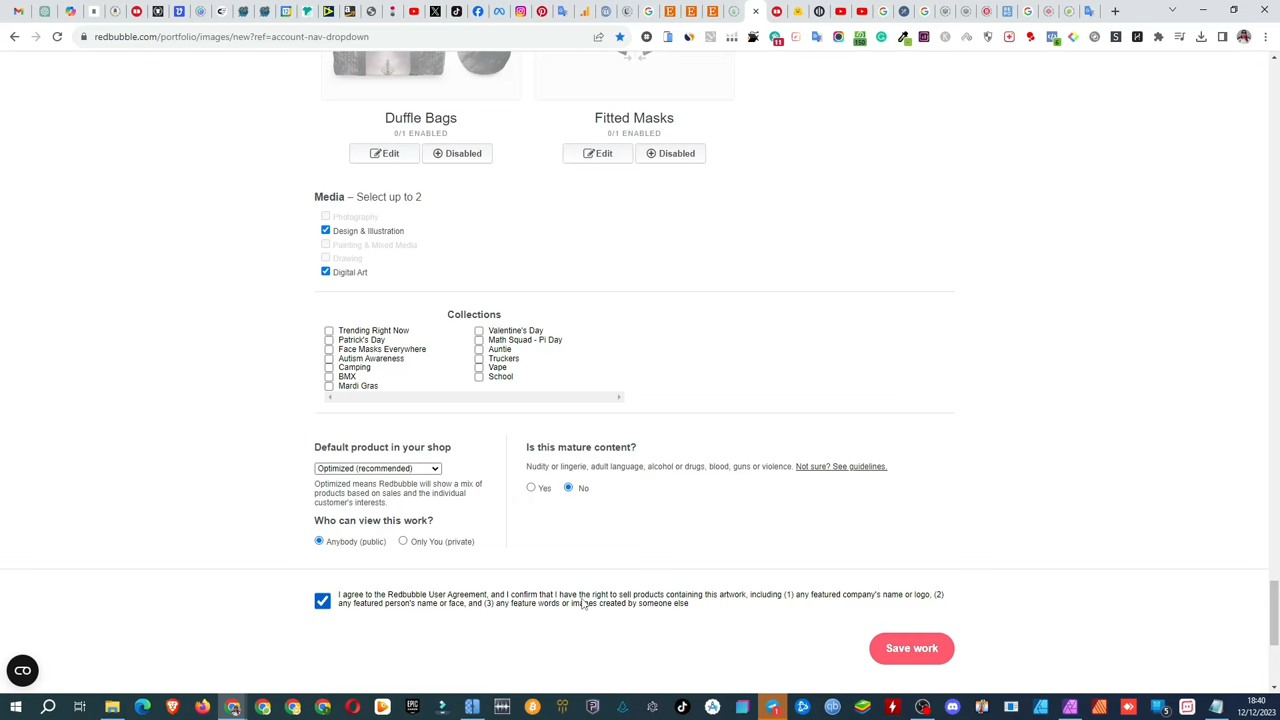 redbubble.com/portfolio/images/new?ref=account-nav-dropdown
Duffle Bags
0/1 ENABLED
Edit
Disabled
Fitted Masks
0/1 ENABLED
Edit
Disabled
Media – Select up to 2
Photography
Design & Illustration
Painting & Mixed Media
Drawing
Digital Art
Collections
Trending Right Now
Patrick's Day
Face Masks Everywhere
Autism Awareness
Camping
BMX
Mardi Gras
Valentine's Day
Math Squad - Pi Day
Auntie
Truckers
Vape
School
Default product in your shop
Optimized (recommended)
Optimized means Redbubble will show a mix of
products based on sales and the individual
customer's interests.
Who can view this work?
Anybody (public)
Only You (private)
Is this mature content?
Nudity or lingerie, adult language, alcohol or drugs, blood, guns or violence. Not sure? See guidelines.
Yes
No
I agree to the Redbubble User Agreement, and I confirm that I have the right to sell products containing this artwork, including (1) any featured company's name or logo, (2)
any featured person's name or face, and (3) any feature words or images created by someone else
Save work
18:40
12/12/2023